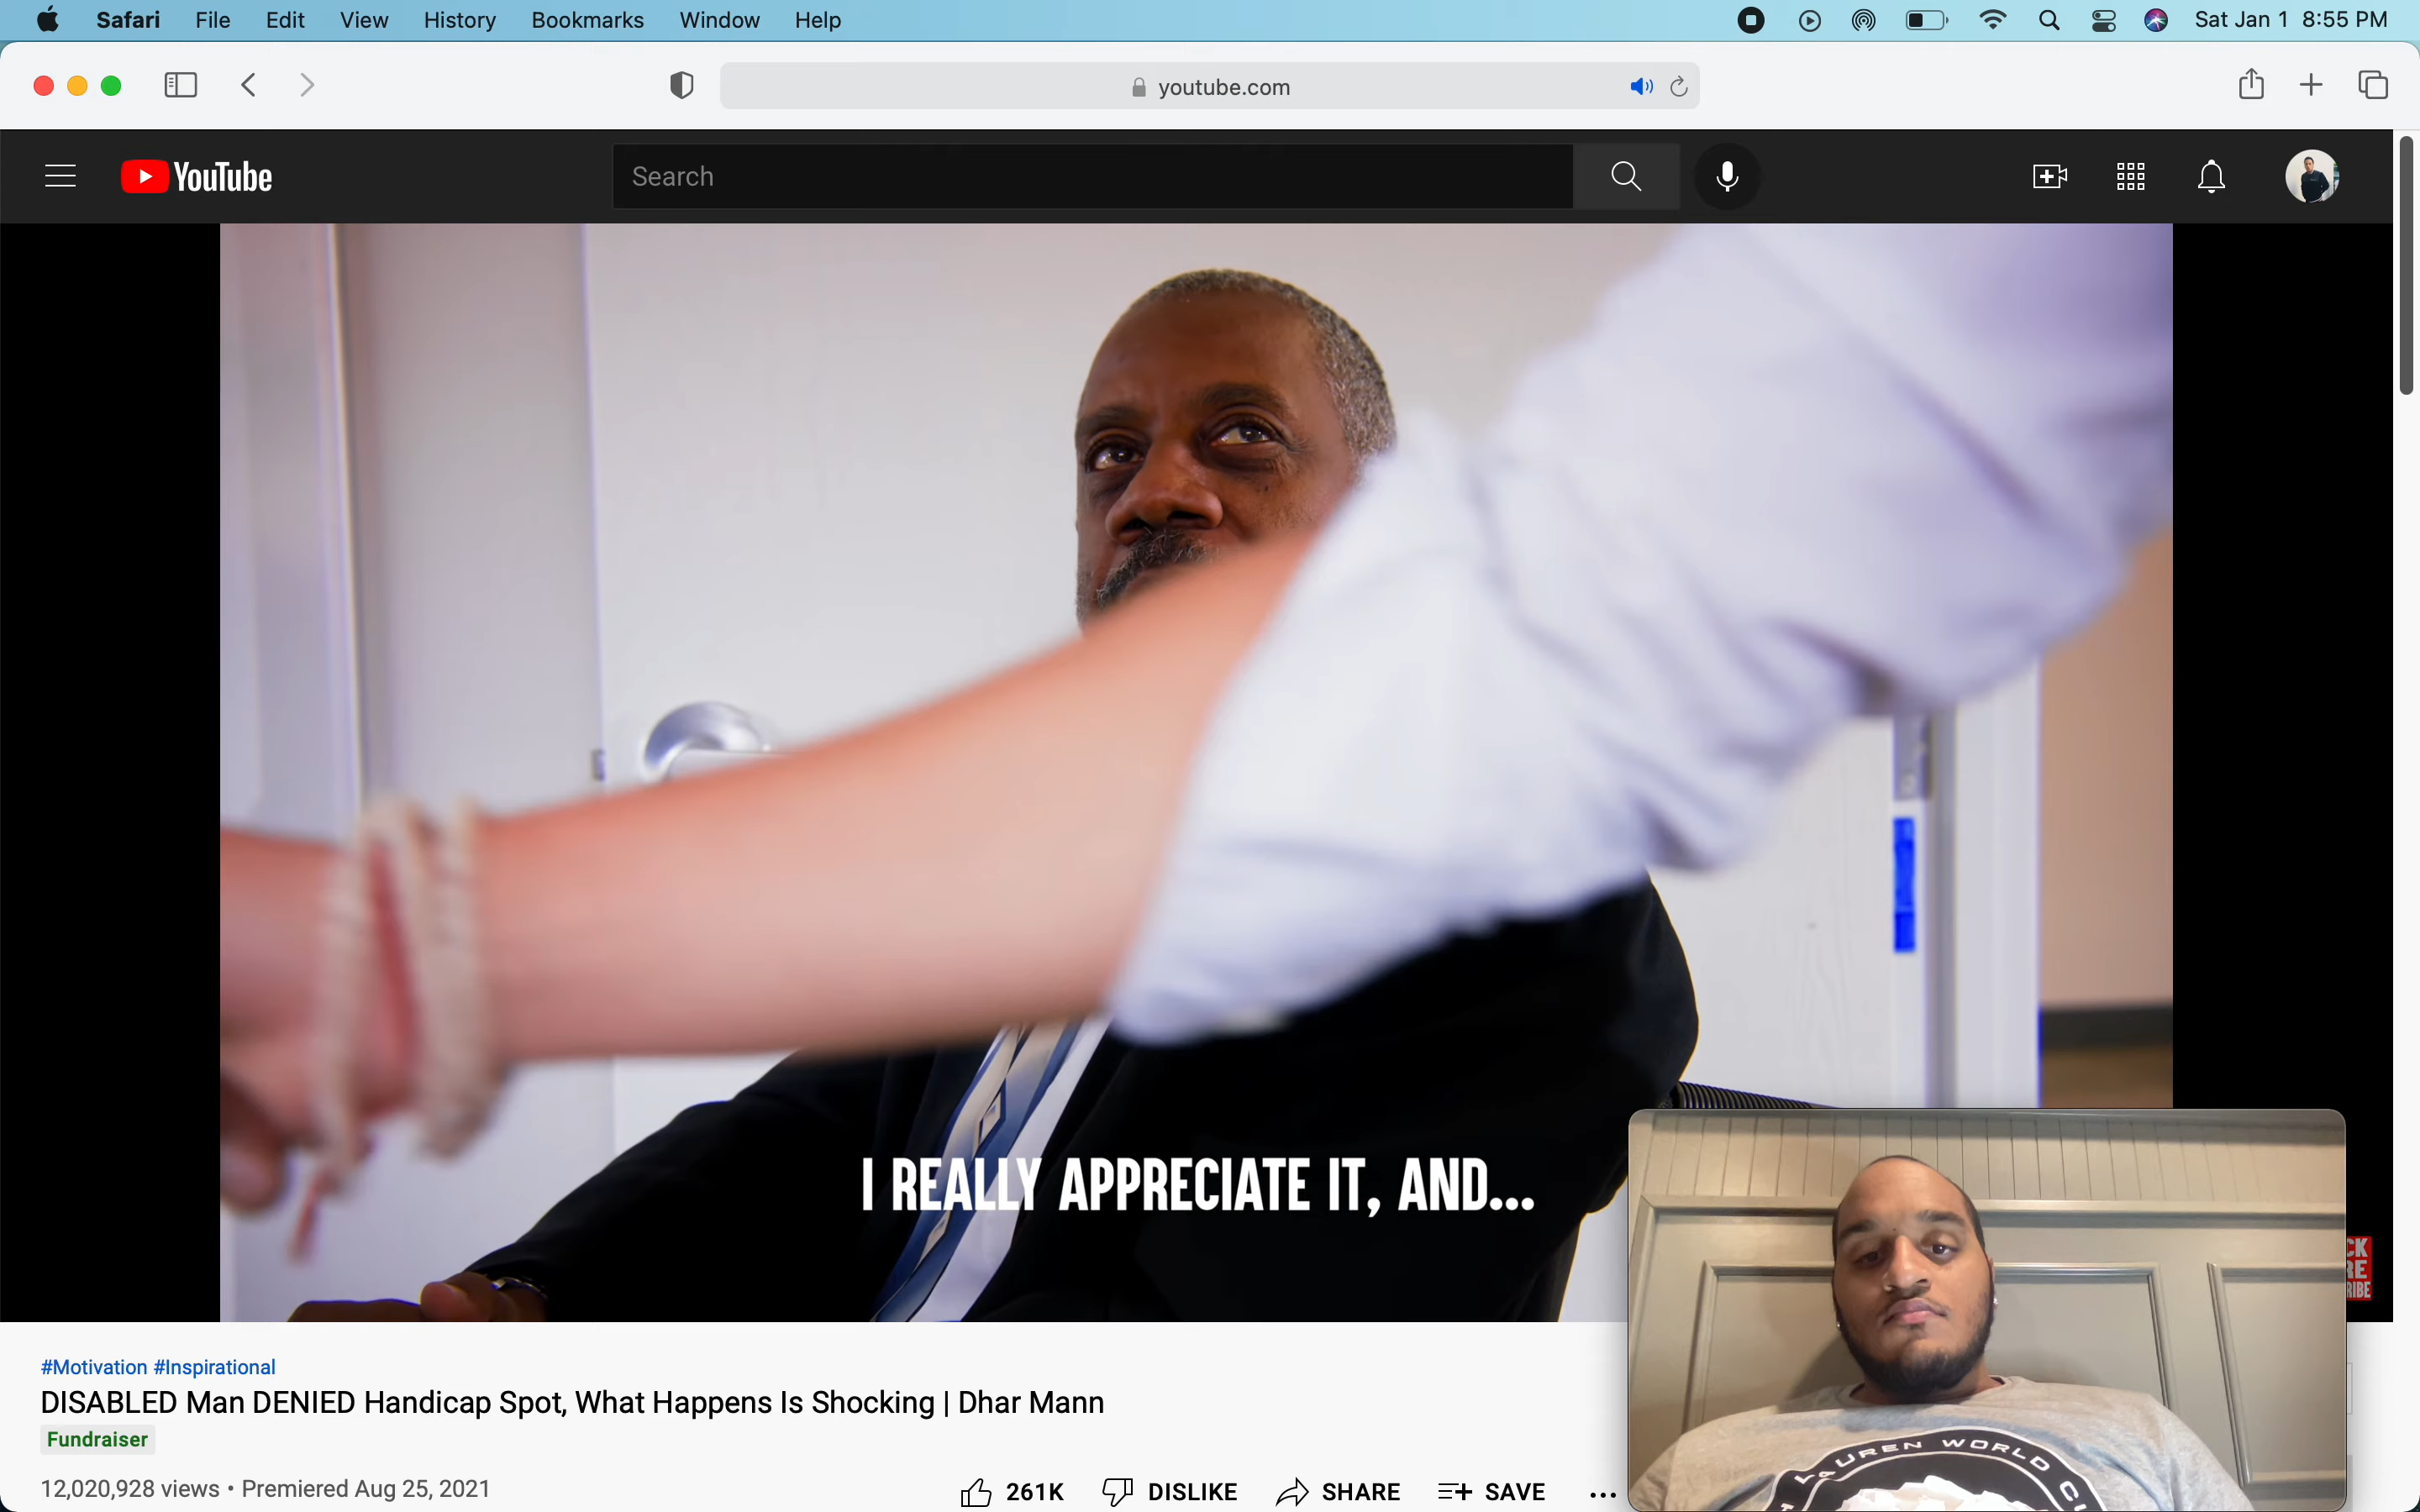 Safari File Edit View History Bookmarks Window Help Sat Jan 1 8:55 PM
youtube.com
YouTube Search
I REALLY APPRECIATE IT, AND...
#Motivation #Inspirational
DISABLED Man DENIED Handicap Spot, What Happens Is Shocking | Dhar Mann
Fundraiser
12,020,928 views • Premiered Aug 25, 2021 261K DISLIKE SHARE SAVE ...
LAUREN WORLD